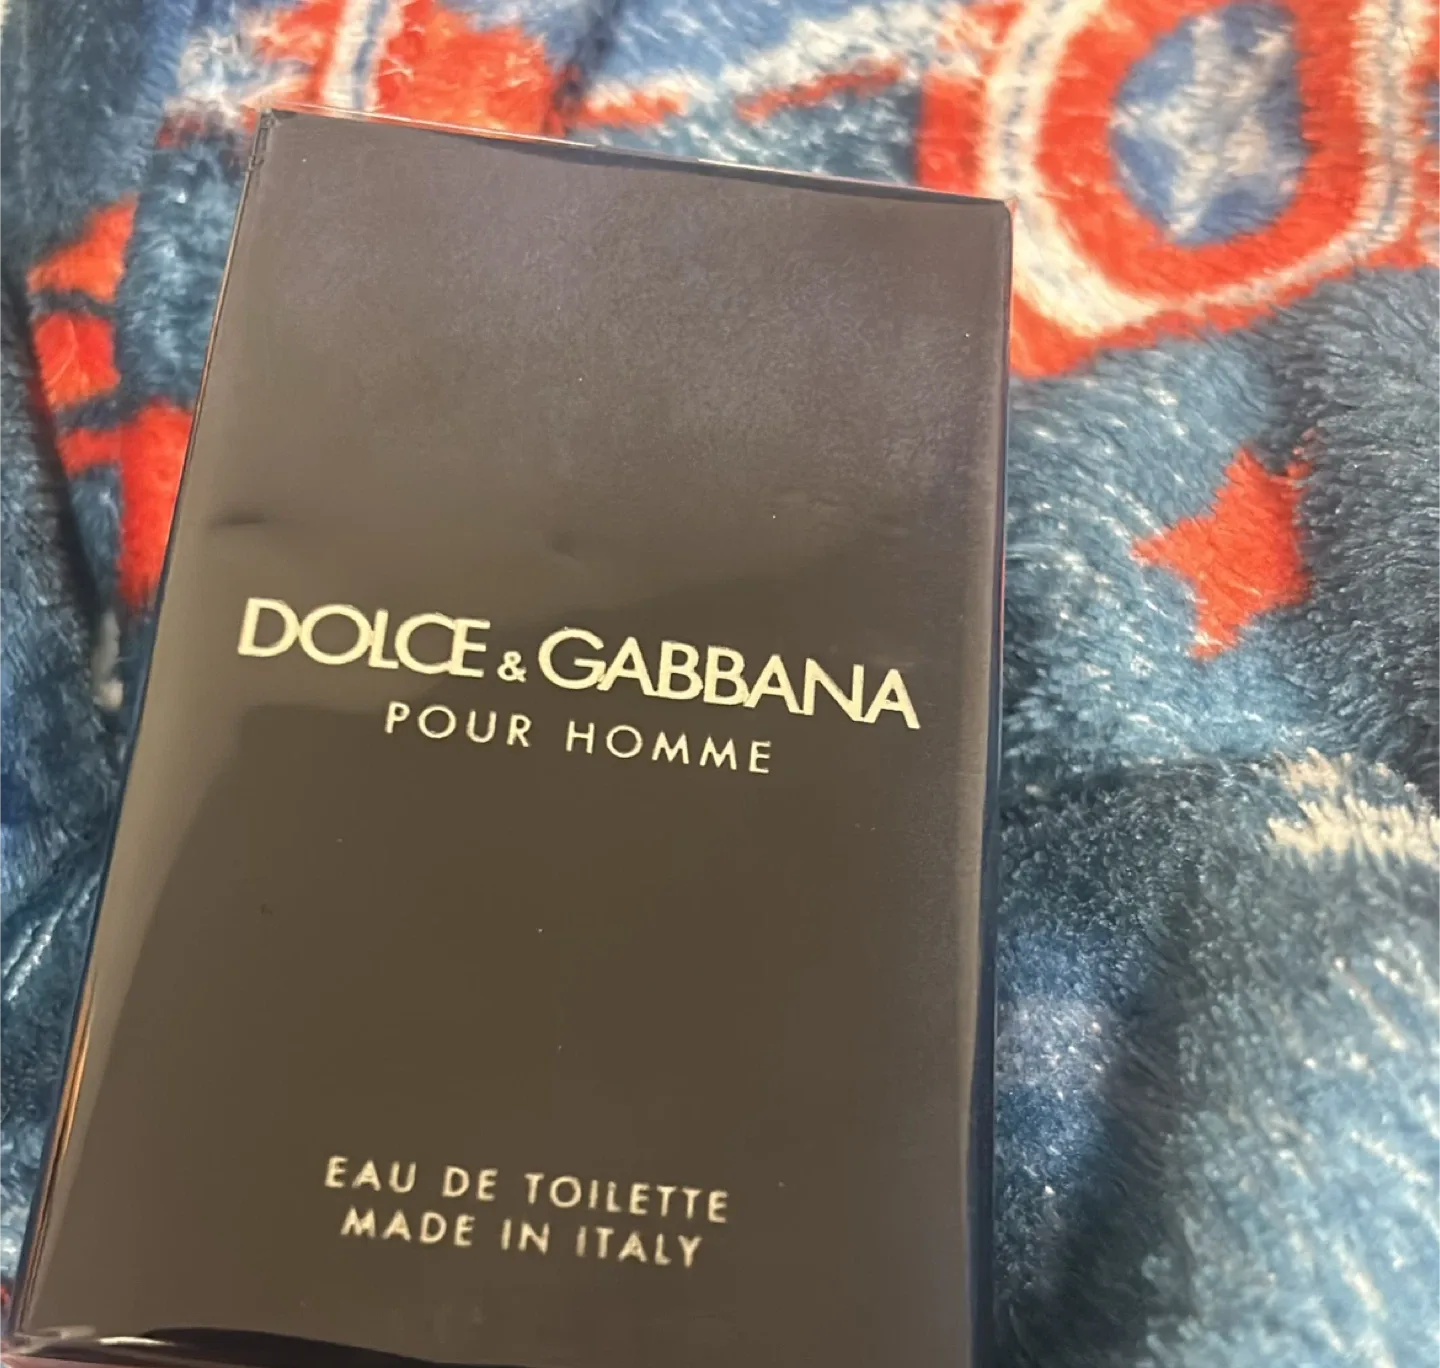 DOLCE & GABBANA
POUR HOMME
EAU DE TOILETTE
MADE IN ITALY